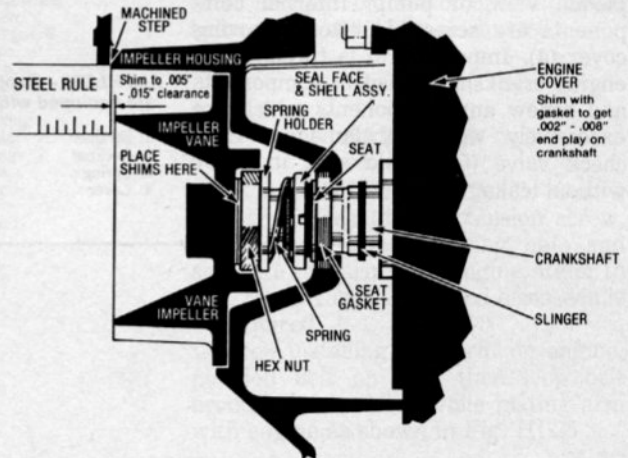 MACHINED
STEP
IMPELLER HOUSING
STEEL RULE
Shim to .005"
- .015" clearance
SEAL FACE
& SHELL ASSY.
ENGINE
COVER
Shim with
gasket to get
.002" - .008"
end play on
crankshaft
SPRING
HOLDER
IMPELLER
VANE
SEAT
PLACE
SHIMS HERE
CRANKSHAFT
SEAT
GASKET
SLINGER
VANE
IMPELLER
SPRING
HEX NUT